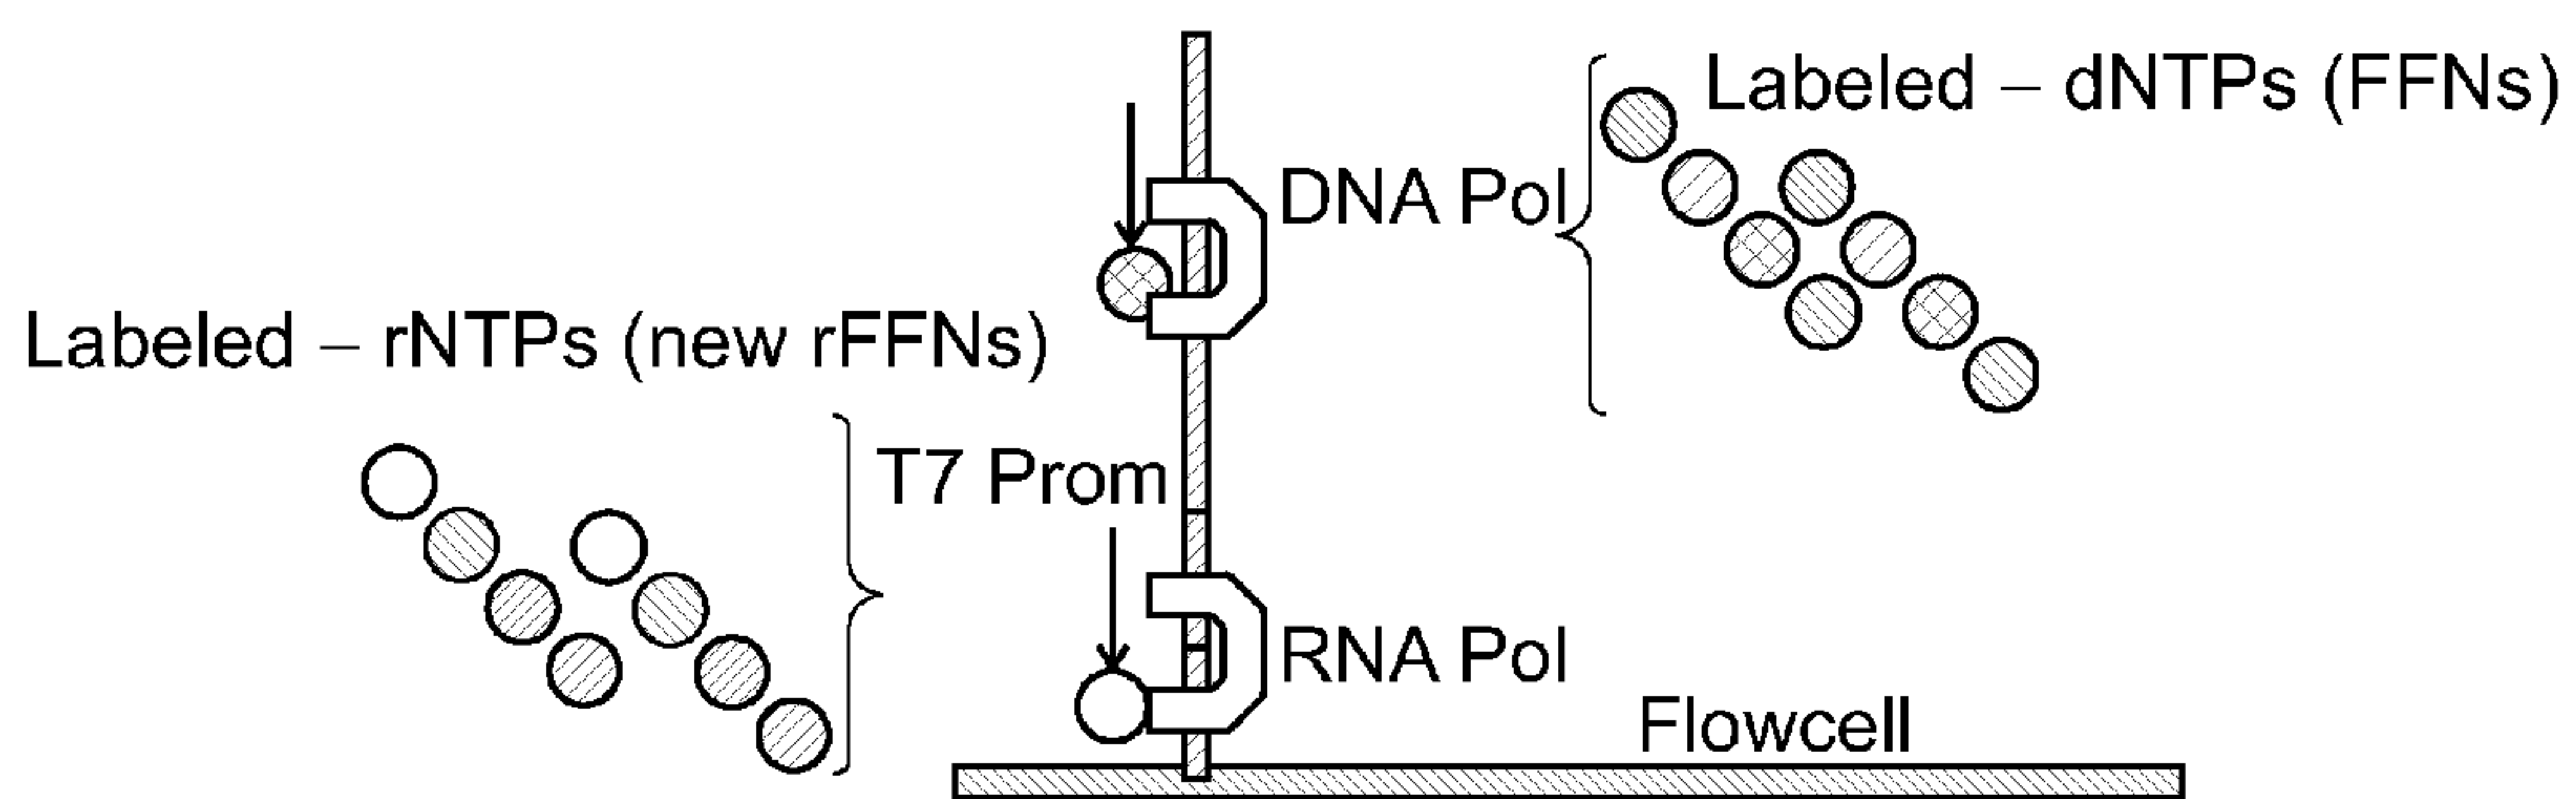 Labeled – dNTPs (FFNs)
DNA Pol
Labeled – rNTPs (new rFFNs)
T7 Prom
RNA Pol
Flowcell